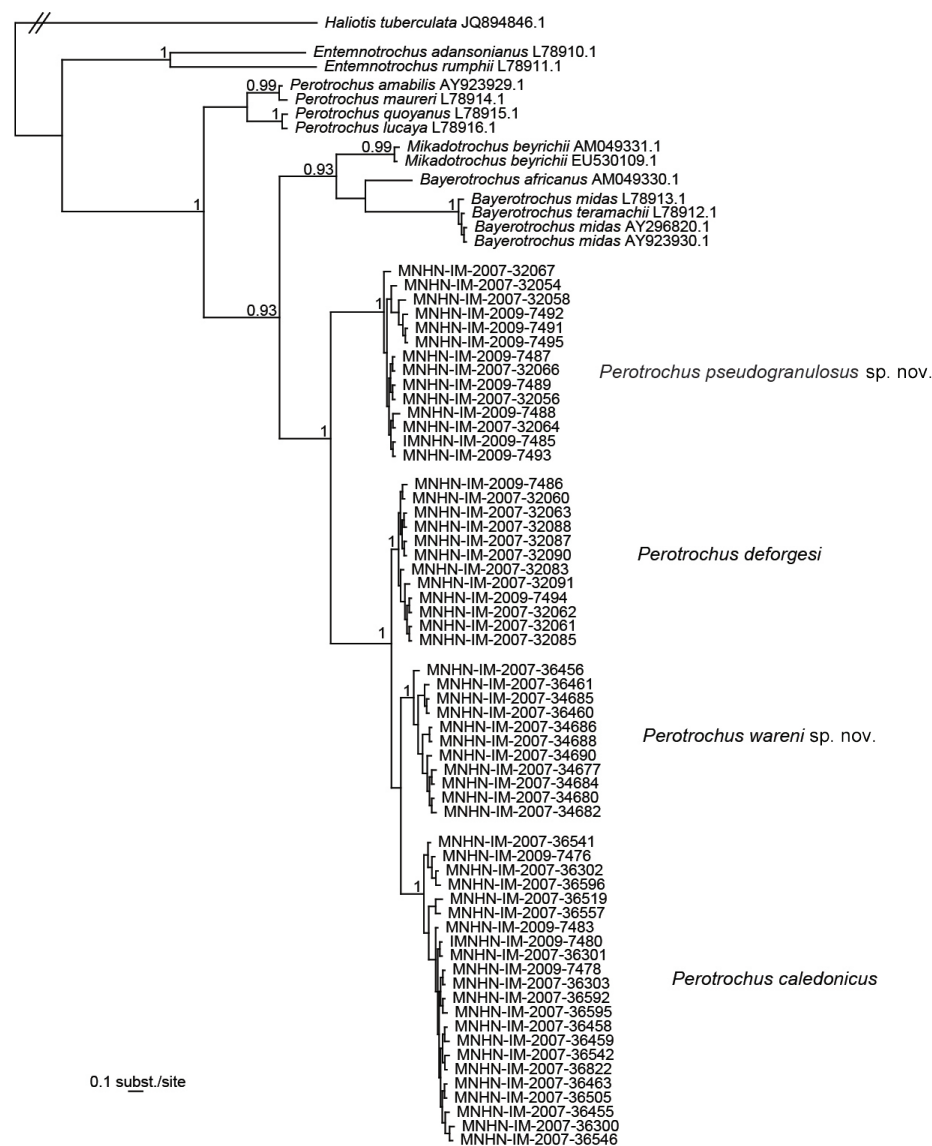 Haliotis tuberculata JQ894846.1
1
Entemnotrochus adansonianus L78910.1
Entemnotrochus rumphii L78911.1
0.99
Perotrochus amabilis AY923929.1
Perotrochus maureri L78914.1
1
Perotrochus quoyanus L78915.1
Perotrochus lucaya L78916.1
0.99
Mikadotrochus beyrichii AM049331.1
Mikadotrochus beyrichii EU530109.1
0.93
Bayerotrochus africanus AM049330.1
1
1
Bayerotrochus midas L78913.1
Bayerotrochus teramachii L78912.1
Bayerotrochus midas AY296820.1
Bayerotrochus midas AY923930.1
0.93
MNHN-IM-2007-32067
MNHN-IM-2007-32054
1
MNHN-IM-2007-32058
MNHN-IM-2009-7492
MNHN-IM-2009-7491
MNHN-IM-2009-7495
MNHN-IM-2009-7487
MNHN-IM-2007-32066
Perotrochus pseudogranulosus sp. nov.
MNHN-IM-2009-7489
MNHN-IM-2007-32056
MNHN-IM-2009-7488
MNHN-IM-2007-32064
1
IMNHN-IM-2009-7485
MNHN-IM-2009-7493
MNHN-IM-2009-7486
MNHN-IM-2007-32060
MNHN-IM-2007-32063
MNHN-IM-2007-32088
1
MNHN-IM-2007-32087
MNHN-IM-2007-32090
Perotrochus deforgesi
MNHN-IM-2007-32083
MNHN-IM-2007-32091
MNHN-IM-2009-7494
MNHN-IM-2007-32062
MNHN-IM-2007-32061
1
MNHN-IM-2007-32085
MNHN-IM-2007-36456
MNHN-IM-2007-36461
1
MNHN-IM-2007-34685
MNHN-IM-2007-36460
MNHN-IM-2007-34686
MNHN-IM-2007-34688
Perotrochus wareni sp. nov.
MNHN-IM-2007-34690
MNHN-IM-2007-34677
MNHN-IM-2007-34684
MNHN-IM-2007-34680
MNHN-IM-2007-34682
MNHN-IM-2007-36541
MNHN-IM-2009-7476
MNHN-IM-2007-36302
1
MNHN-IM-2007-36596
MNHN-IM-2007-36519
MNHN-IM-2007-36557
MNHN-IM-2009-7483
IMNHN-IM-2009-7480
MNHN-IM-2007-36301
MNHN-IM-2009-7478
Perotrochus caledonicus
MNHN-IM-2007-36303
MNHN-IM-2007-36592
MNHN-IM-2007-36595
MNHN-IM-2007-36458
MNHN-IM-2007-36459
MNHN-IM-2007-36542
MNHN-IM-2007-36822
MNHN-IM-2007-36463
MNHN-IM-2007-36505
MNHN-IM-2007-36455
MNHN-IM-2007-36300
MNHN-IM-2007-36546
0.1 subst./site